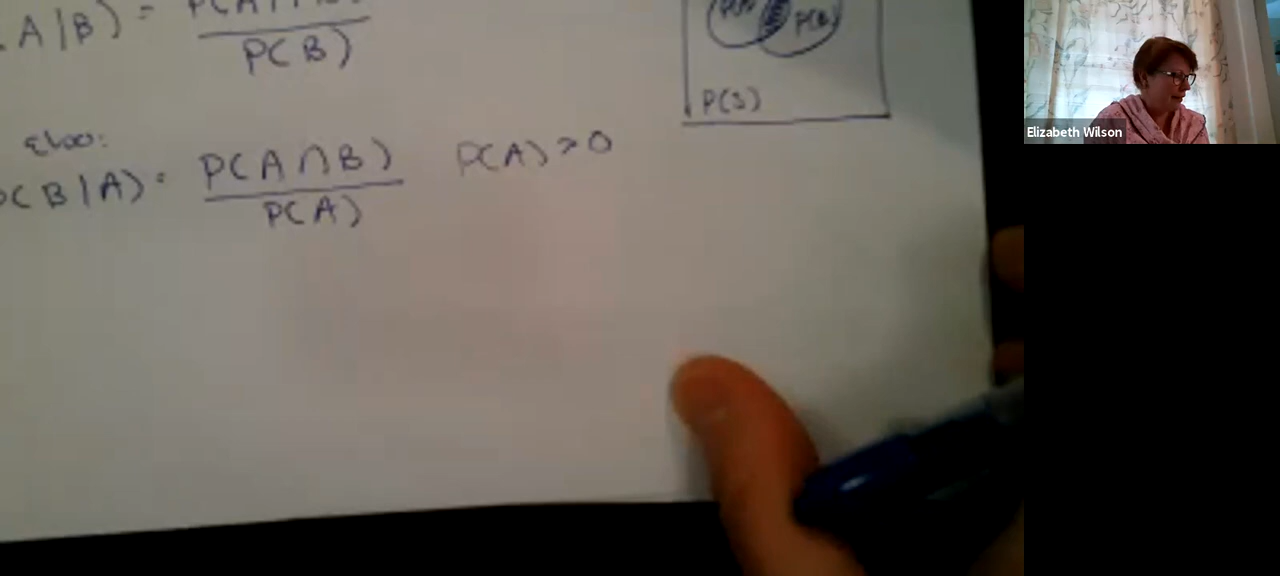 A|B) = P(A∩B)
P(B)
P(A) P(B)
P(S)
also:
P(B|A) = P(A∩B) P(A) > 0
P(A)
Elizabeth Wilson